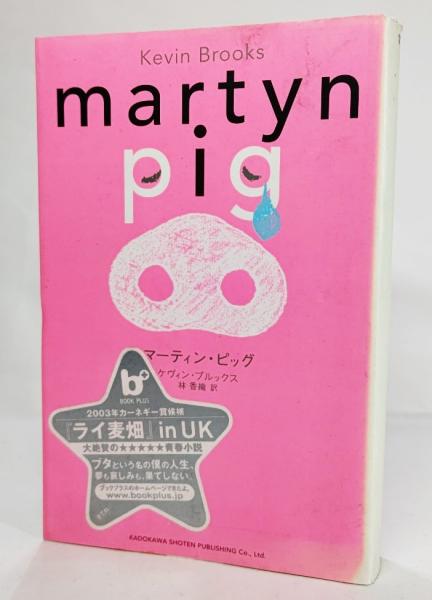 Kevin Brooks
martyn
pig
マーティン・ピッグ
ケヴィン・ブルックス
林 香織 訳
b+
BOOK PLUS
2003年カーネギー賞候補
『ライ麦畑』in UK
大絶賛の★★★★★青春小説
ブタという名の僕の人生、
夢も哀しみも、果てしない。
ブックプラスのホームページできたよ。
www.bookplus.jp
KADOKAWA SHOTEN PUBLISHING Co., Ltd.